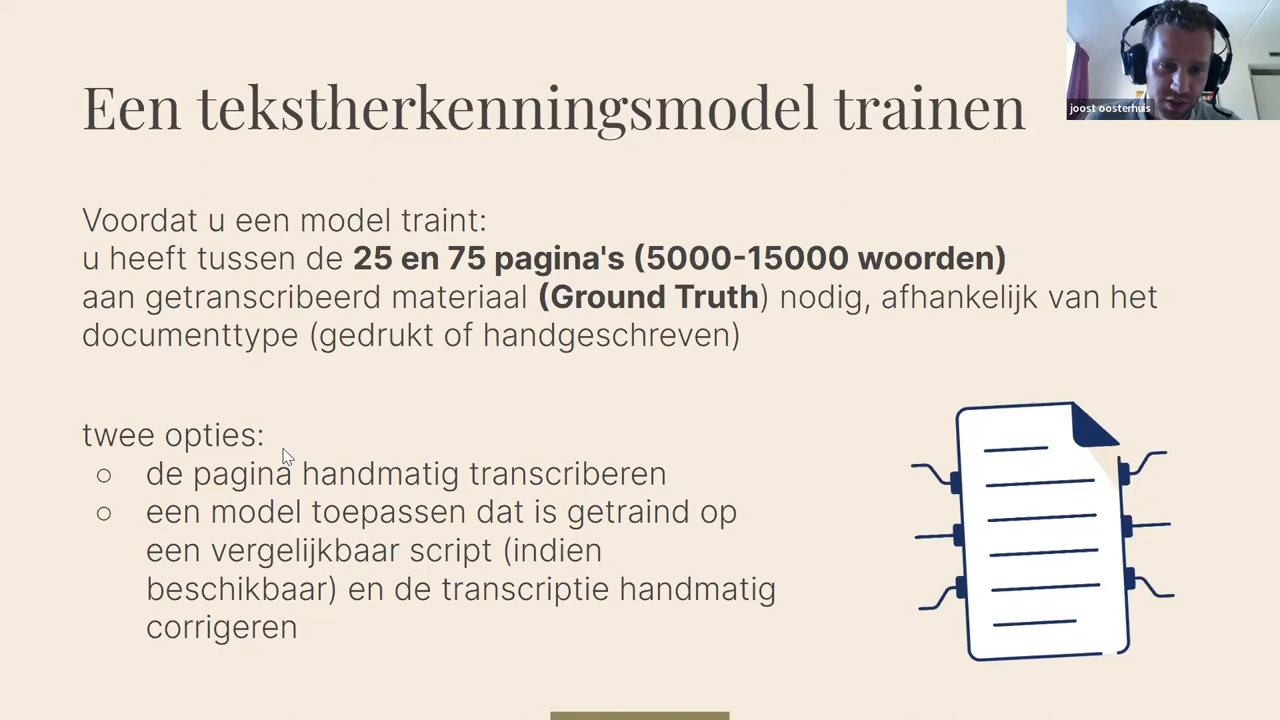 Een tekstherkenningsmodel trainen
joost oosterhuis
Voordat u een model traint:
u heeft tussen de 25 en 75 pagina's (5000-15000 woorden)
aan getranscribeerd materiaal (Ground Truth) nodig, afhankelijk van het
documenttype (gedrukt of handgeschreven)
twee opties:
○ de pagina handmatig transcriberen
○ een model toepassen dat is getraind op
een vergelijkbaar script (indien
beschikbaar) en de transcriptie handmatig
corrigeren